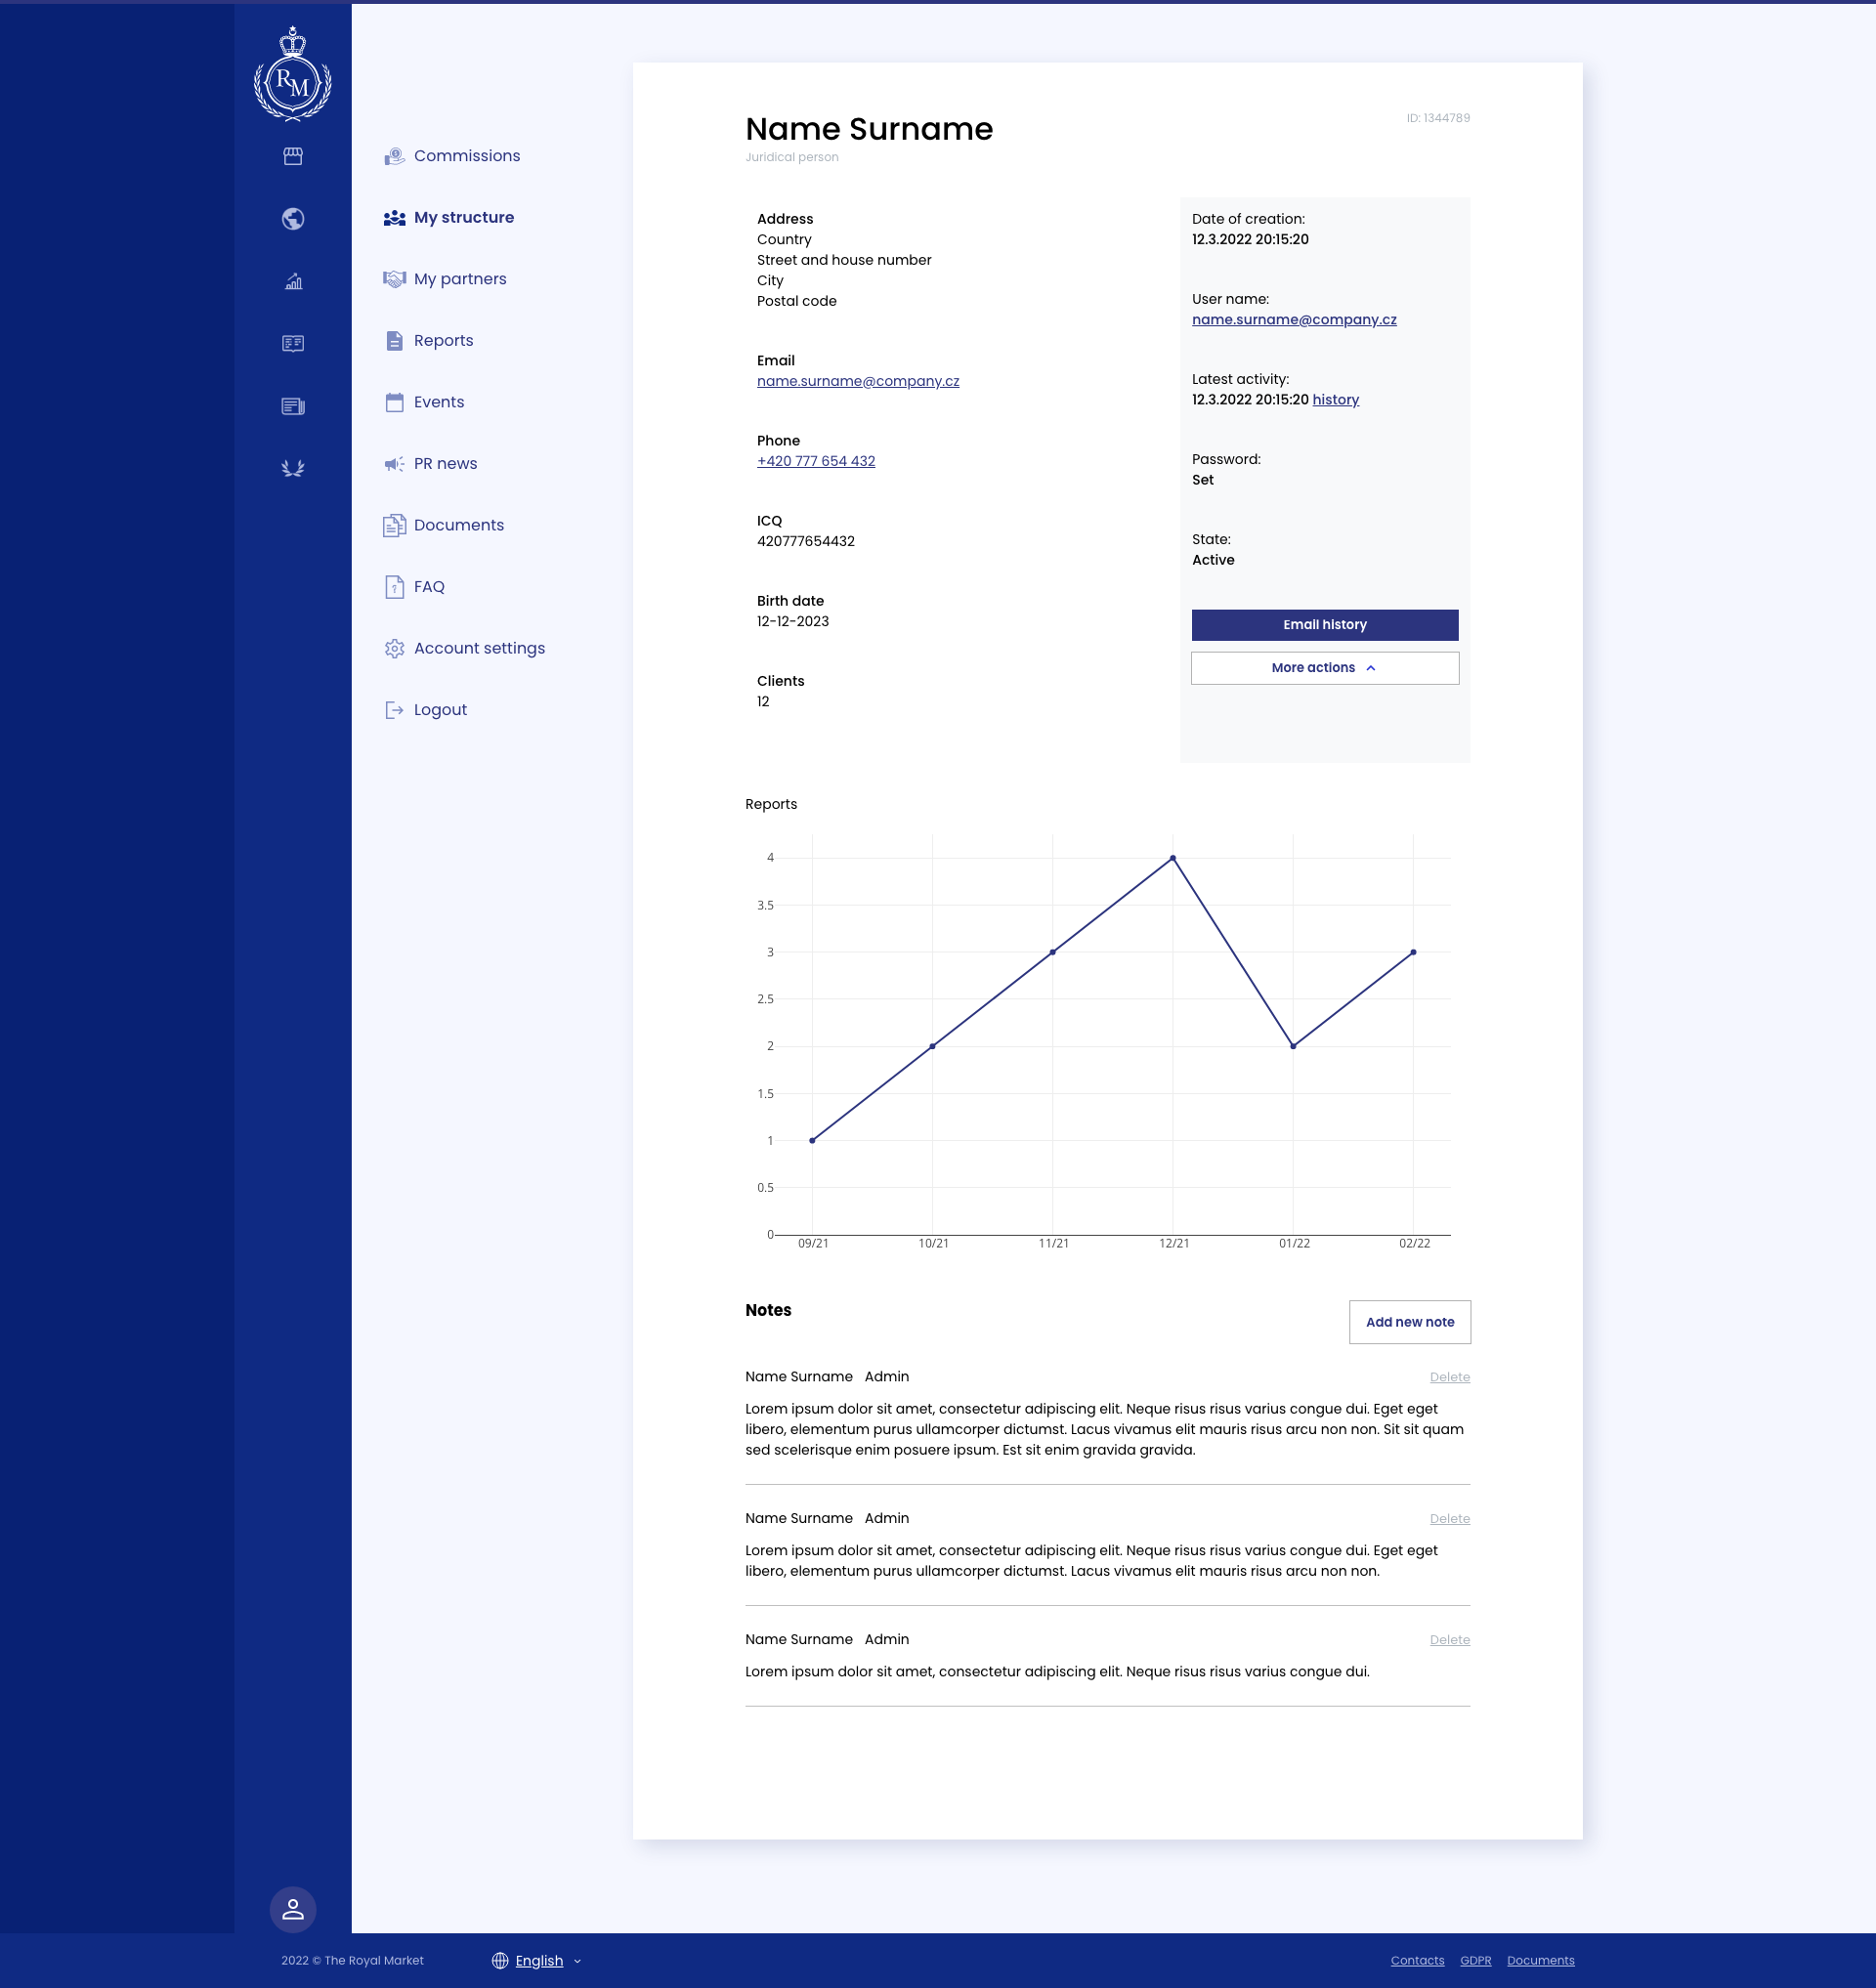 RM
Commissions
My structure
My partners
Reports
Events
PR news
Documents
FAQ
Account settings
Logout
Name Surname
ID: 1344789
Juridical person
Address
Country
Street and house number
City
Postal code
Email
name.surname@company.cz
Phone
+420 777 654 432
ICQ
420777654432
Birth date
12-12-2023
Clients
12
Date of creation:
12.3.2022 20:15:20
User name:
name.surname@company.cz
Latest activity:
12.3.2022 20:15:20 history
Password:
Set
State:
Active
Email history
More actions
Reports
4
3.5
3
2.5
2
1.5
1
0.5
0
09/21 10/21 11/21 12/21 01/22 02/22
Notes
Add new note
Name Surname Admin Delete
Lorem ipsum dolor sit amet, consectetur adipiscing elit. Neque risus risus varius congue dui. Eget eget
libero, elementum purus ullamcorper dictumst. Lacus vivamus elit mauris risus arcu non non. Sit sit quam
sed scelerisque enim posuere ipsum. Est sit enim gravida gravida.
Name Surname Admin Delete
Lorem ipsum dolor sit amet, consectetur adipiscing elit. Neque risus risus varius congue dui. Eget eget
libero, elementum purus ullamcorper dictumst. Lacus vivamus elit mauris risus arcu non non.
Name Surname Admin Delete
Lorem ipsum dolor sit amet, consectetur adipiscing elit. Neque risus risus varius congue dui.
2022 © The Royal Market English Contacts GDPR Documents